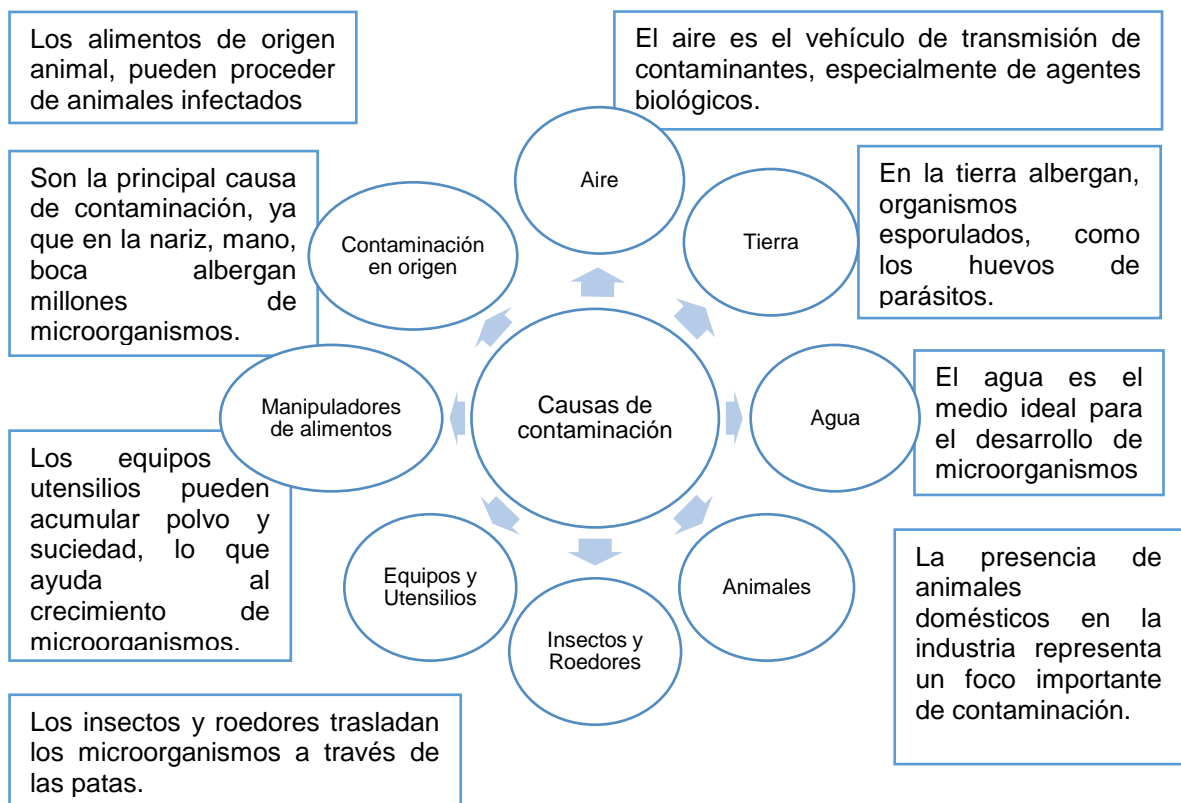 Los alimentos de origen
animal, pueden proceder
de animales infectados
El aire es el vehículo de transmisión de
contaminantes, especialmente de agentes
biológicos.
Son la principal causa
de contaminación, ya
que en la nariz, mano,
boca albergan
millones de
microorganismos.
Contaminación
en origen
Aire
Tierra
En la tierra albergan,
organismos
esporulados, como
los huevos de
parásitos.
Manipuladores
de alimentos
Causas de
contaminación
Agua
El agua es el
medio ideal para
el desarrollo de
microorganismos
Los equipos
utensilios pueden
acumular polvo y
suciedad, lo que
ayuda al
crecimiento de
microorganismos.
Equipos y
Utensilios
Insectos y
Roedores
Animales
La presencia de
animales
domésticos en la
industria representa
un foco importante
de contaminación.
Los insectos y roedores trasladan
los microorganismos a través de
las patas.